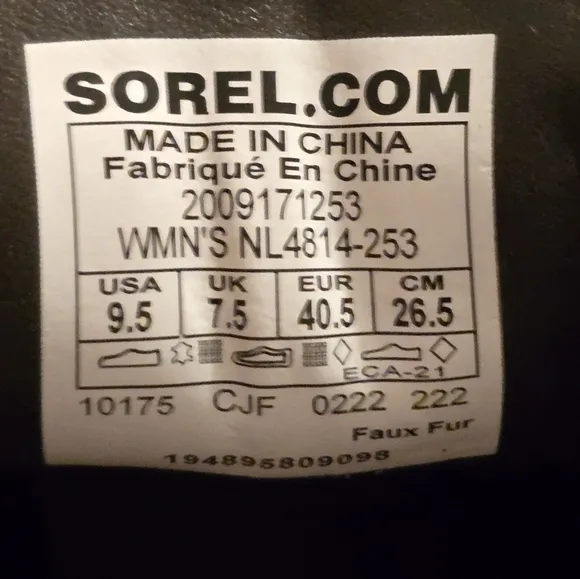 SOREL.COM
MADE IN CHINA
Fabriqué En Chine
2009171253
WMN'S NL4814-253
USA UK EUR CM
9.5 7.5 40.5 26.5
ECA-21
10175 CJF 0222 222
Faux Fur
194895809098